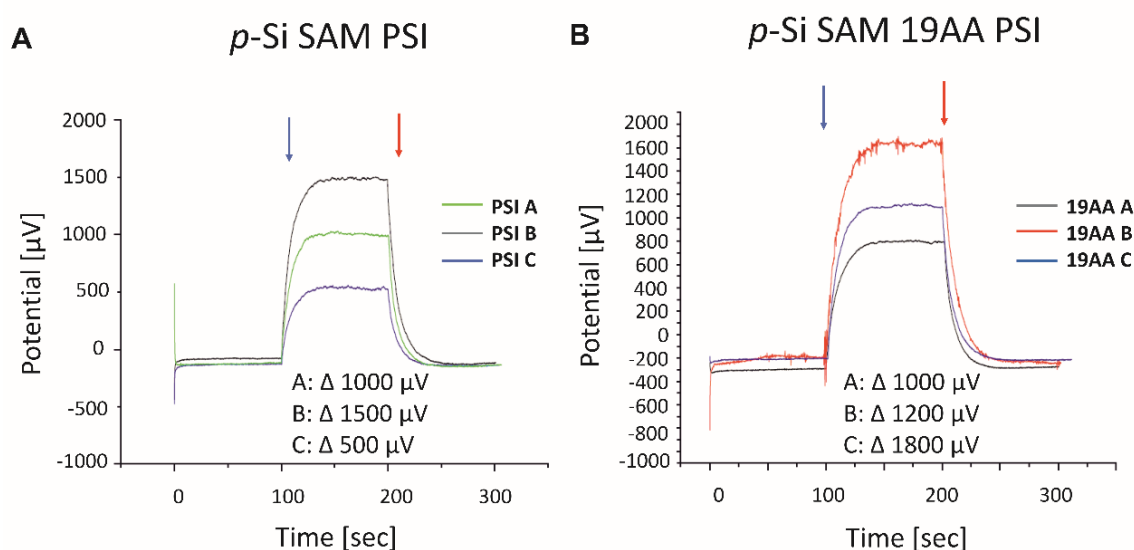 A
p-Si SAM PSI
2000
1500
1000
500
0
-500
-1000
Potential [µV]
0
100
200
300
Time [sec]
PSI A
PSI B
PSI C
A: Δ 1000 µV
B: Δ 1500 µV
C: Δ 500 µV
B
p-Si SAM 19AA PSI
2000
1600
1400
1200
1000
800
600
400
200
0
-200
-400
-600
-800
-1000
Potential [µV]
0
100
200
300
Time [sec]
19AA A
19AA B
19AA C
A: Δ 1000 µV
B: Δ 1200 µV
C: Δ 1800 µV